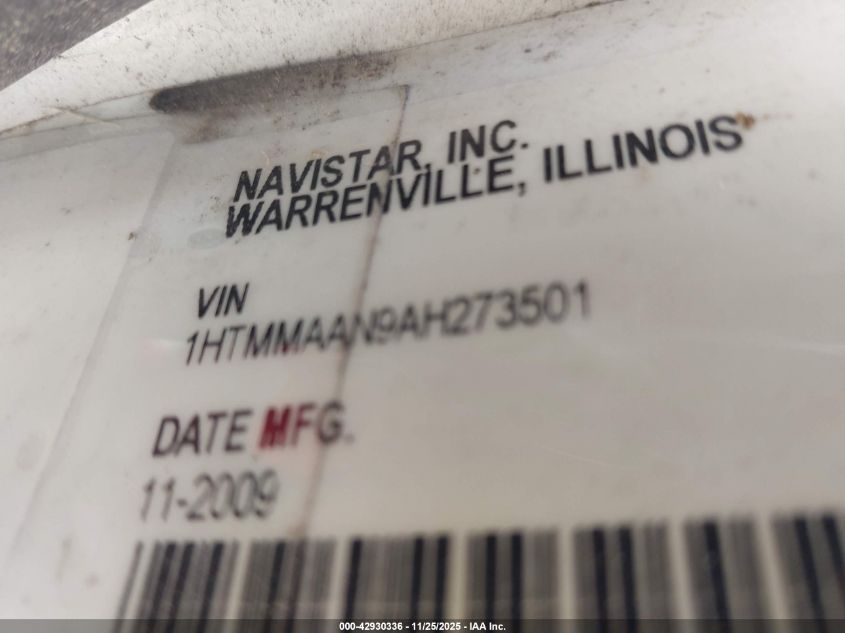 NAVISTAR, INC.
WARRENVILLE, ILLINOIS
VIN
1HTMMAAN9AH273501
DATE MFG.
11-2009
000-42930336 - 11/25/2025 - IAA Inc.